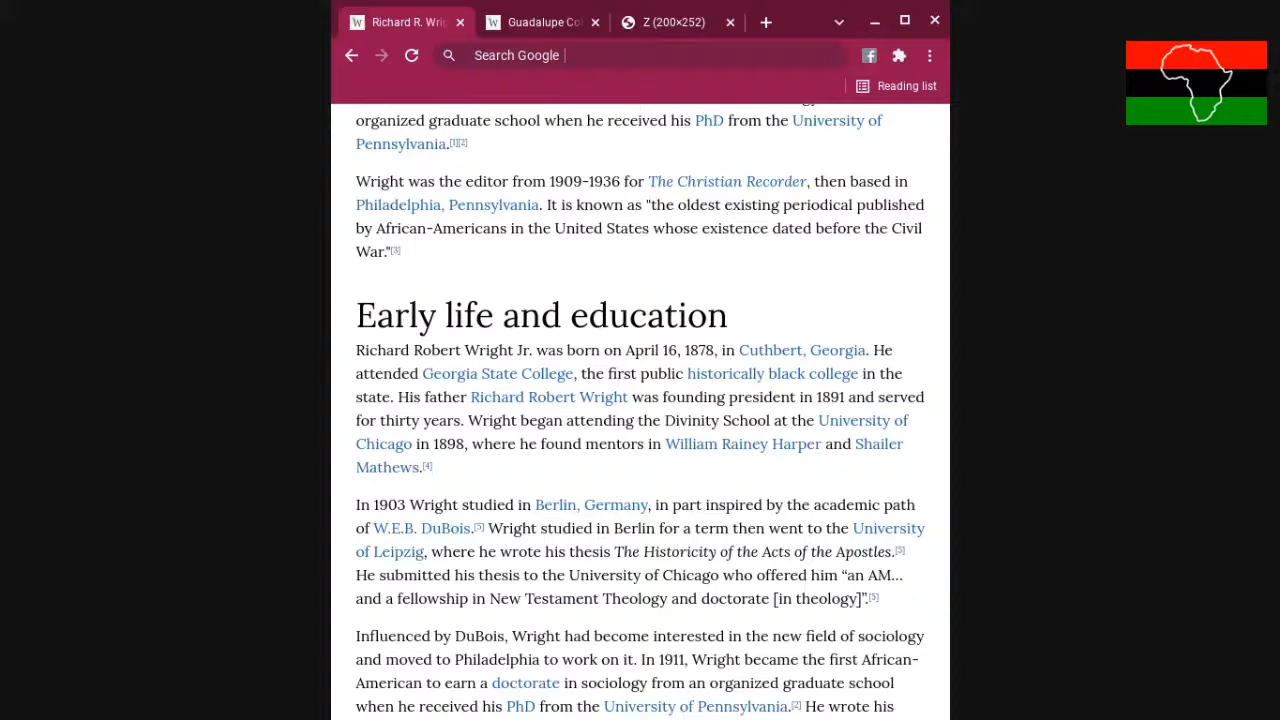 Richard R. Wrig
Guadalupe Co
Z (200×252)
Search Google
Reading list
organized graduate school when he received his PhD from the University of
Pennsylvania.[1][2]
Wright was the editor from 1909-1936 for The Christian Recorder, then based in
Philadelphia, Pennsylvania. It is known as "the oldest existing periodical published
by African-Americans in the United States whose existence dated before the Civil
War."[3]
Early life and education
Richard Robert Wright Jr. was born on April 16, 1878, in Cuthbert, Georgia. He
attended Georgia State College, the first public historically black college in the
state. His father Richard Robert Wright was founding president in 1891 and served
for thirty years. Wright began attending the Divinity School at the University of
Chicago in 1898, where he found mentors in William Rainey Harper and Shailer
Mathews.[4]
In 1903 Wright studied in Berlin, Germany, in part inspired by the academic path
of W.E.B. DuBois.[5] Wright studied in Berlin for a term then went to the University
of Leipzig, where he wrote his thesis The Historicity of the Acts of the Apostles.[5]
He submitted his thesis to the University of Chicago who offered him “an AM…
and a fellowship in New Testament Theology and doctorate [in theology]”.[5]
Influenced by DuBois, Wright had become interested in the new field of sociology
and moved to Philadelphia to work on it. In 1911, Wright became the first African-
American to earn a doctorate in sociology from an organized graduate school
when he received his PhD from the University of Pennsylvania.[2] He wrote his